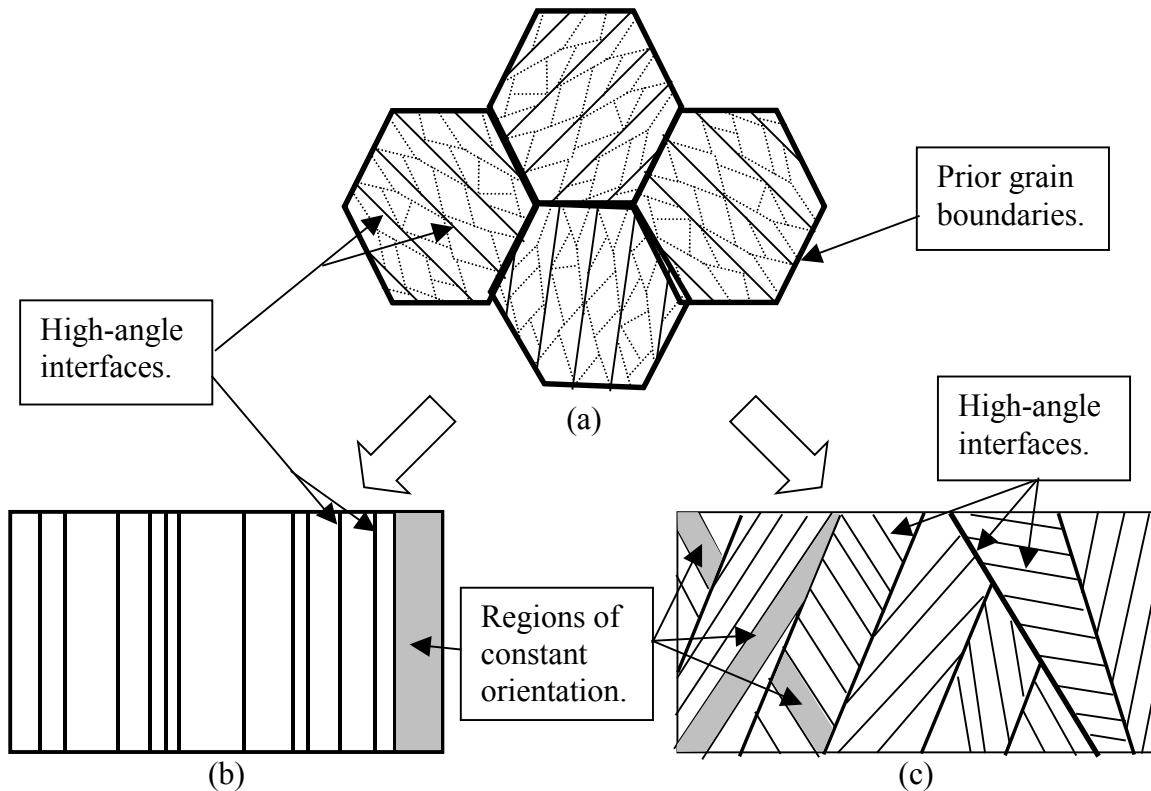 Prior grain
boundaries.
High-angle
interfaces.
(a)
High-angle
interfaces.
Regions of
constant
orientation.
(b)
(c)